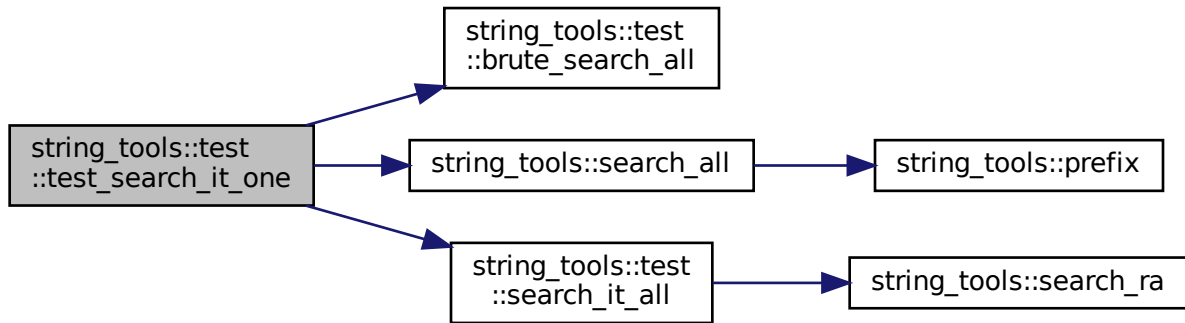 string_tools::test
::test_search_it_one
string_tools::test
::brute_search_all
string_tools::search_all
string_tools::prefix
string_tools::test
::search_it_all
string_tools::search_ra